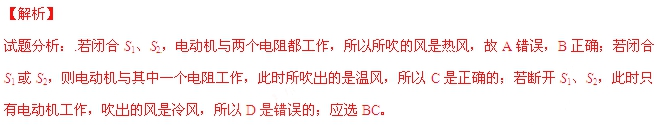 【解析】
试题分析：.若闭合 S₁、S₂，电动机与两个电阻都工作，所以所吹的风是热风，故 A 错误，B 正确；若闭合
S₁或 S₂，则电动机与其中一个电阻工作，此时所吹出的是温风，所以 C 是正确的；若断开 S₁、S₂，此时只
有电动机工作，吹出的风是冷风，所以 D 是错误的；应选 BC。